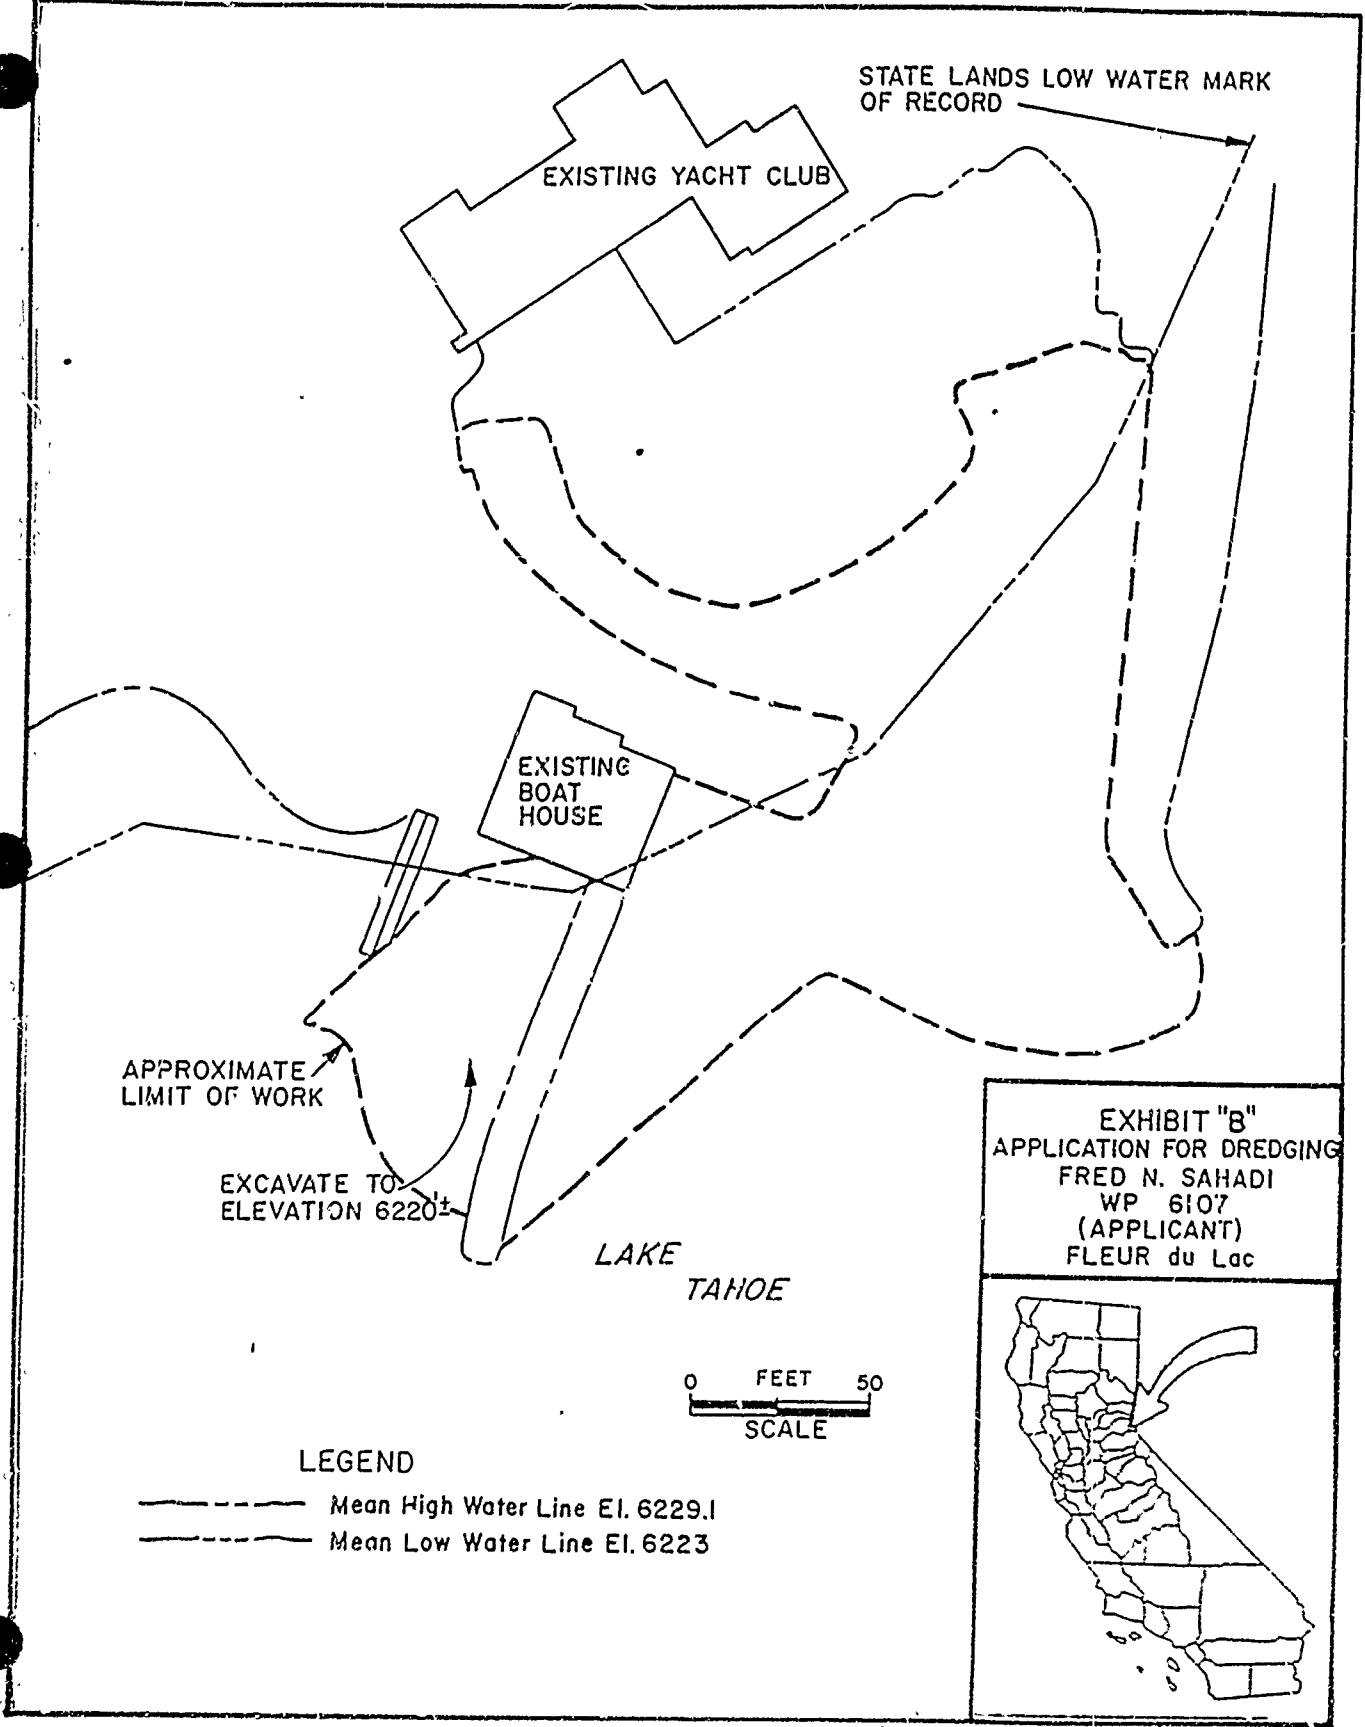 STATE LANDS LOW WATER MARK
OF RECORD
EXISTING YACHT CLUB
EXISTING
BOAT
HOUSE
APPROXIMATE
LIMIT OF WORK
EXCAVATE TO
ELEVATION 6220'±
LAKE
TAHOE
0 FEET 50
SCALE
LEGEND
Mean High Water Line El. 6229.1
Mean Low Water Line El. 6223
EXHIBIT "B"
APPLICATION FOR DREDGING
FRED N. SAHADI
WP 6107
(APPLICANT)
FLEUR du Lac